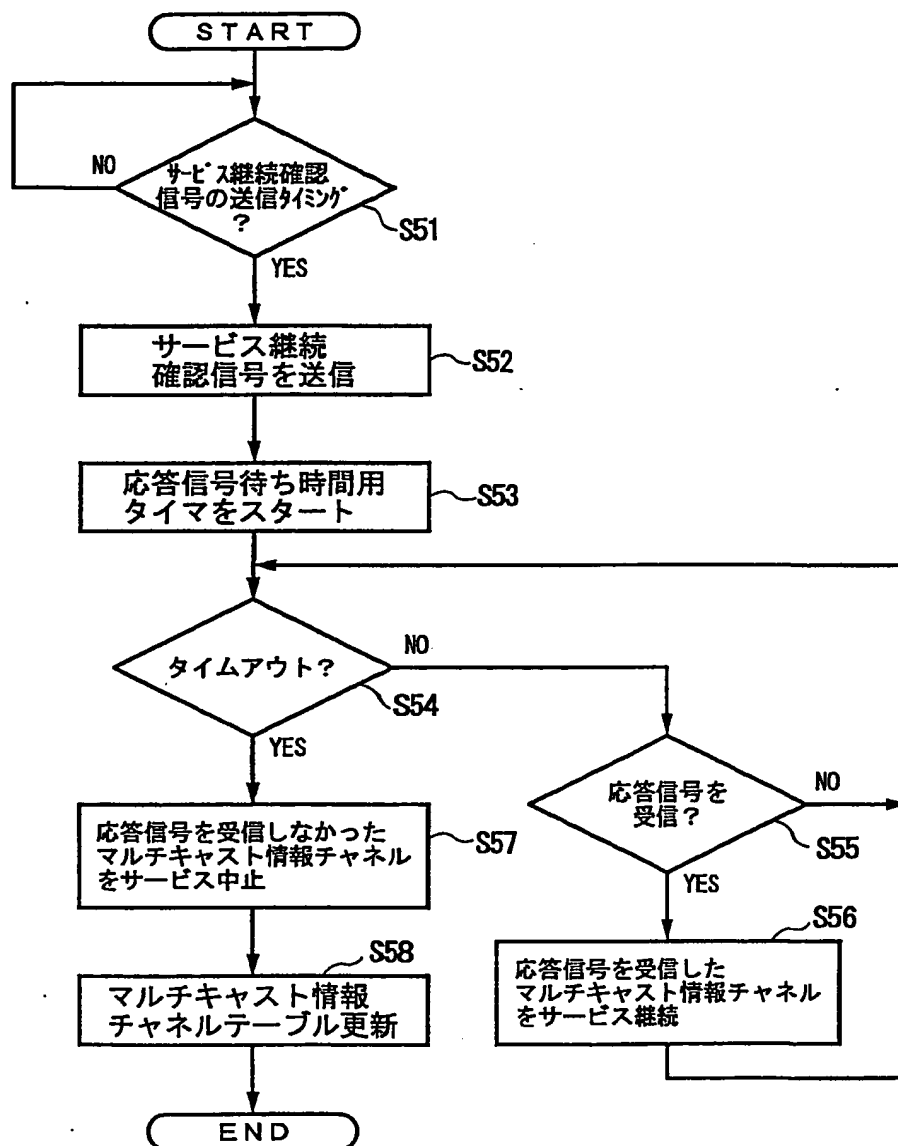 START
NO
サービス継続確認
信号の送信タイミング
?
S51
YES
サービス継続
確認信号を送信
S52
応答信号待ち時間用
タイマをスタート
S53
タイムアウト?
NO
S54
YES
応答信号を
受信?
NO
S55
YES
応答信号を受信しなかった
マルチキャスト情報チャネル
をサービス中止
S57
S56
応答信号を受信した
マルチキャスト情報チャネル
をサービス継続
S58
マルチキャスト情報
チャネルテーブル更新
END